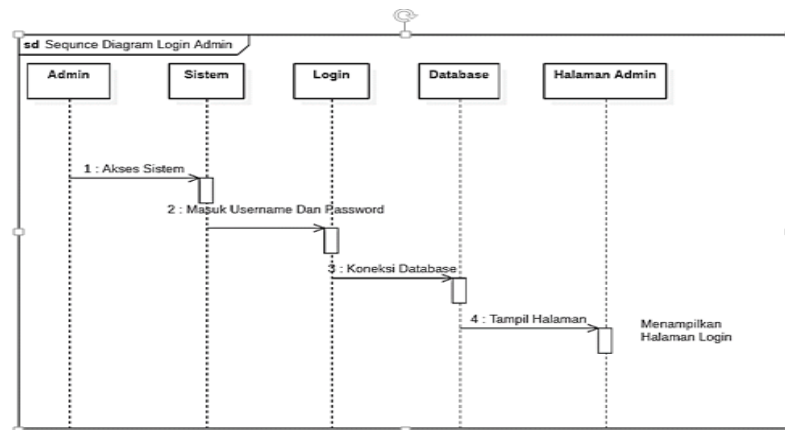 sd Sequnce Diagram Login Admin
Admin
Sistem
Login
Database
Halaman Admin
1 : Akses Sistem
2 : Masuk Username Dan Password
3 : Koneksi Database
4 : Tampil Halaman
Menampilkan
Halaman Login